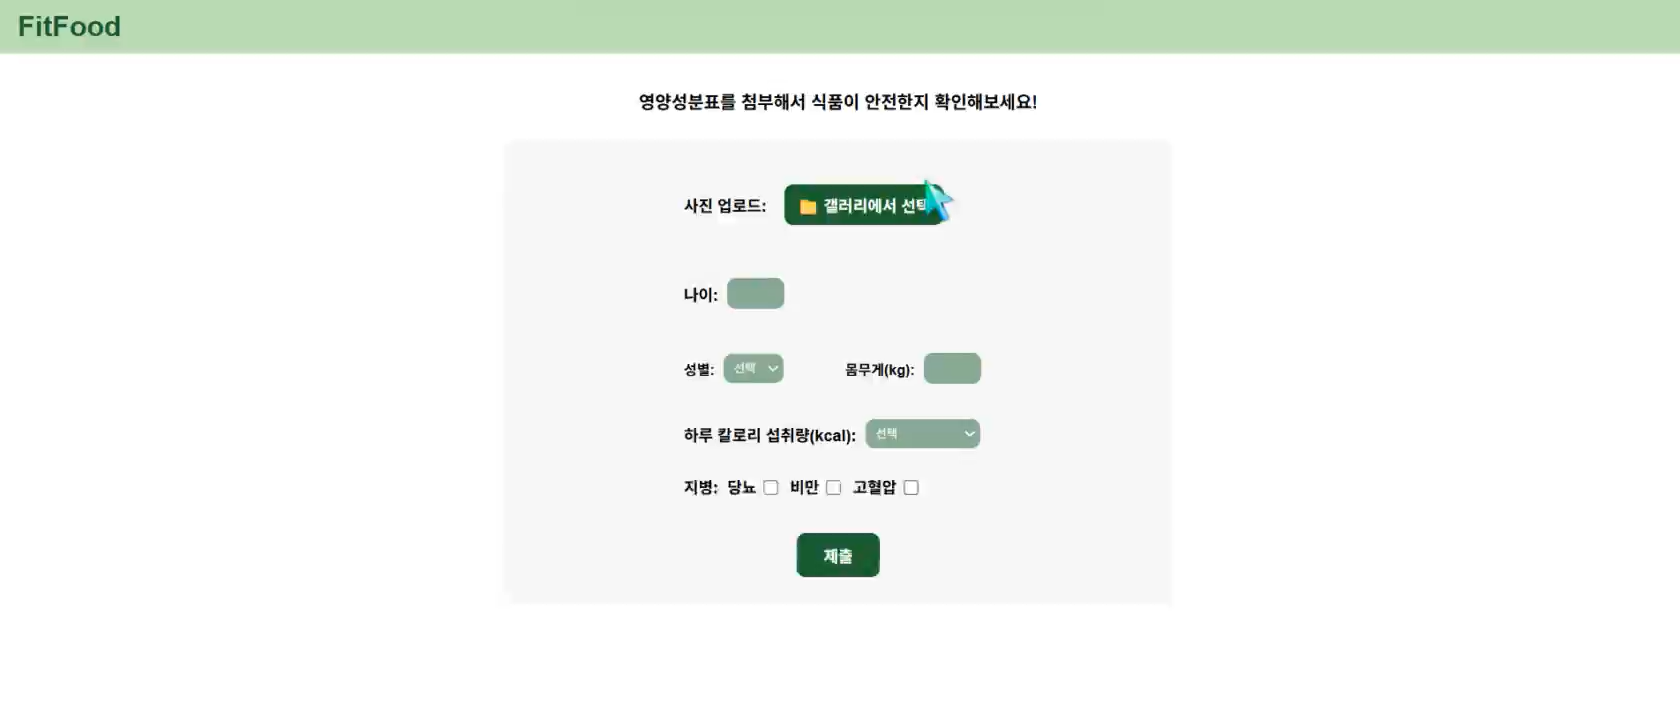 FitFood
영양성분표를 첨부해서 식품이 안전한지 확인해보세요!
사진 업로드: 갤러리에서 선택
나이:
성별: 선택 몸무게(kg):
하루 칼로리 섭취량(kcal): 선택
지병: 당뇨 비만 고혈압
제출